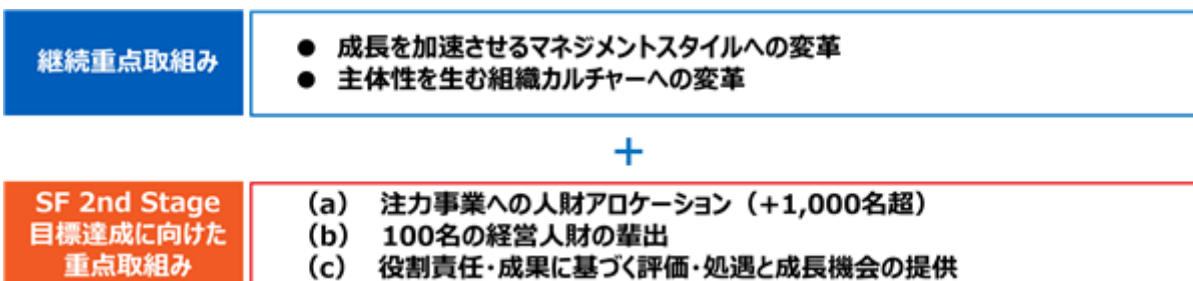 継続重点取組み
● 成長を加速させるマネジメントスタイルへの変革
● 主体性を生む組織カルチャーへの変革
+
SF 2nd Stage
目標達成に向けた
重点取組み
(a) 注力事業への人財アロケーション（+1,000名超）
(b) 100名の経営人財の輩出
(c) 役割責任・成果に基づく評価・処遇と成長機会の提供